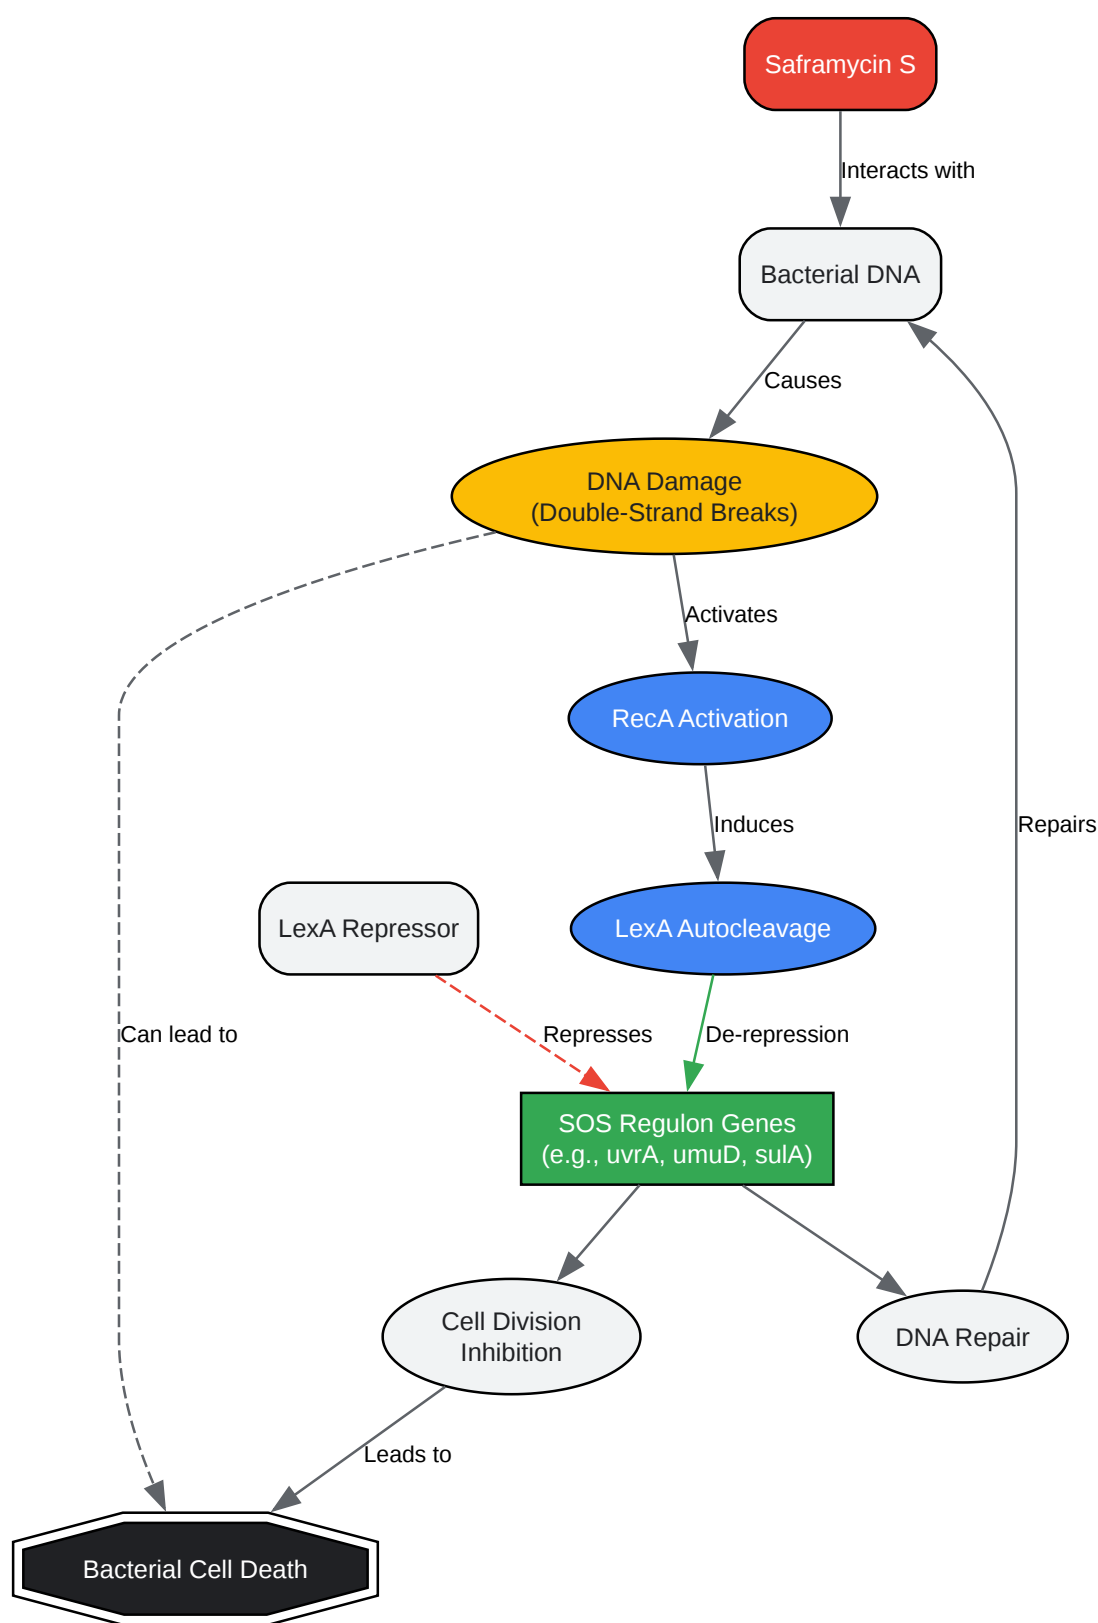 Saframycin S
Interacts with
Bacterial DNA
Causes
DNA Damage
(Double-Strand Breaks)
Activates
RecA Activation
Induces
Repairs
LexA Repressor
LexA Autocleavage
Can lead to
Represses
De-repression
SOS Regulon Genes
(e.g., uvrA, umuD, sulA)
Cell Division
Inhibition
DNA Repair
Leads to
Bacterial Cell Death